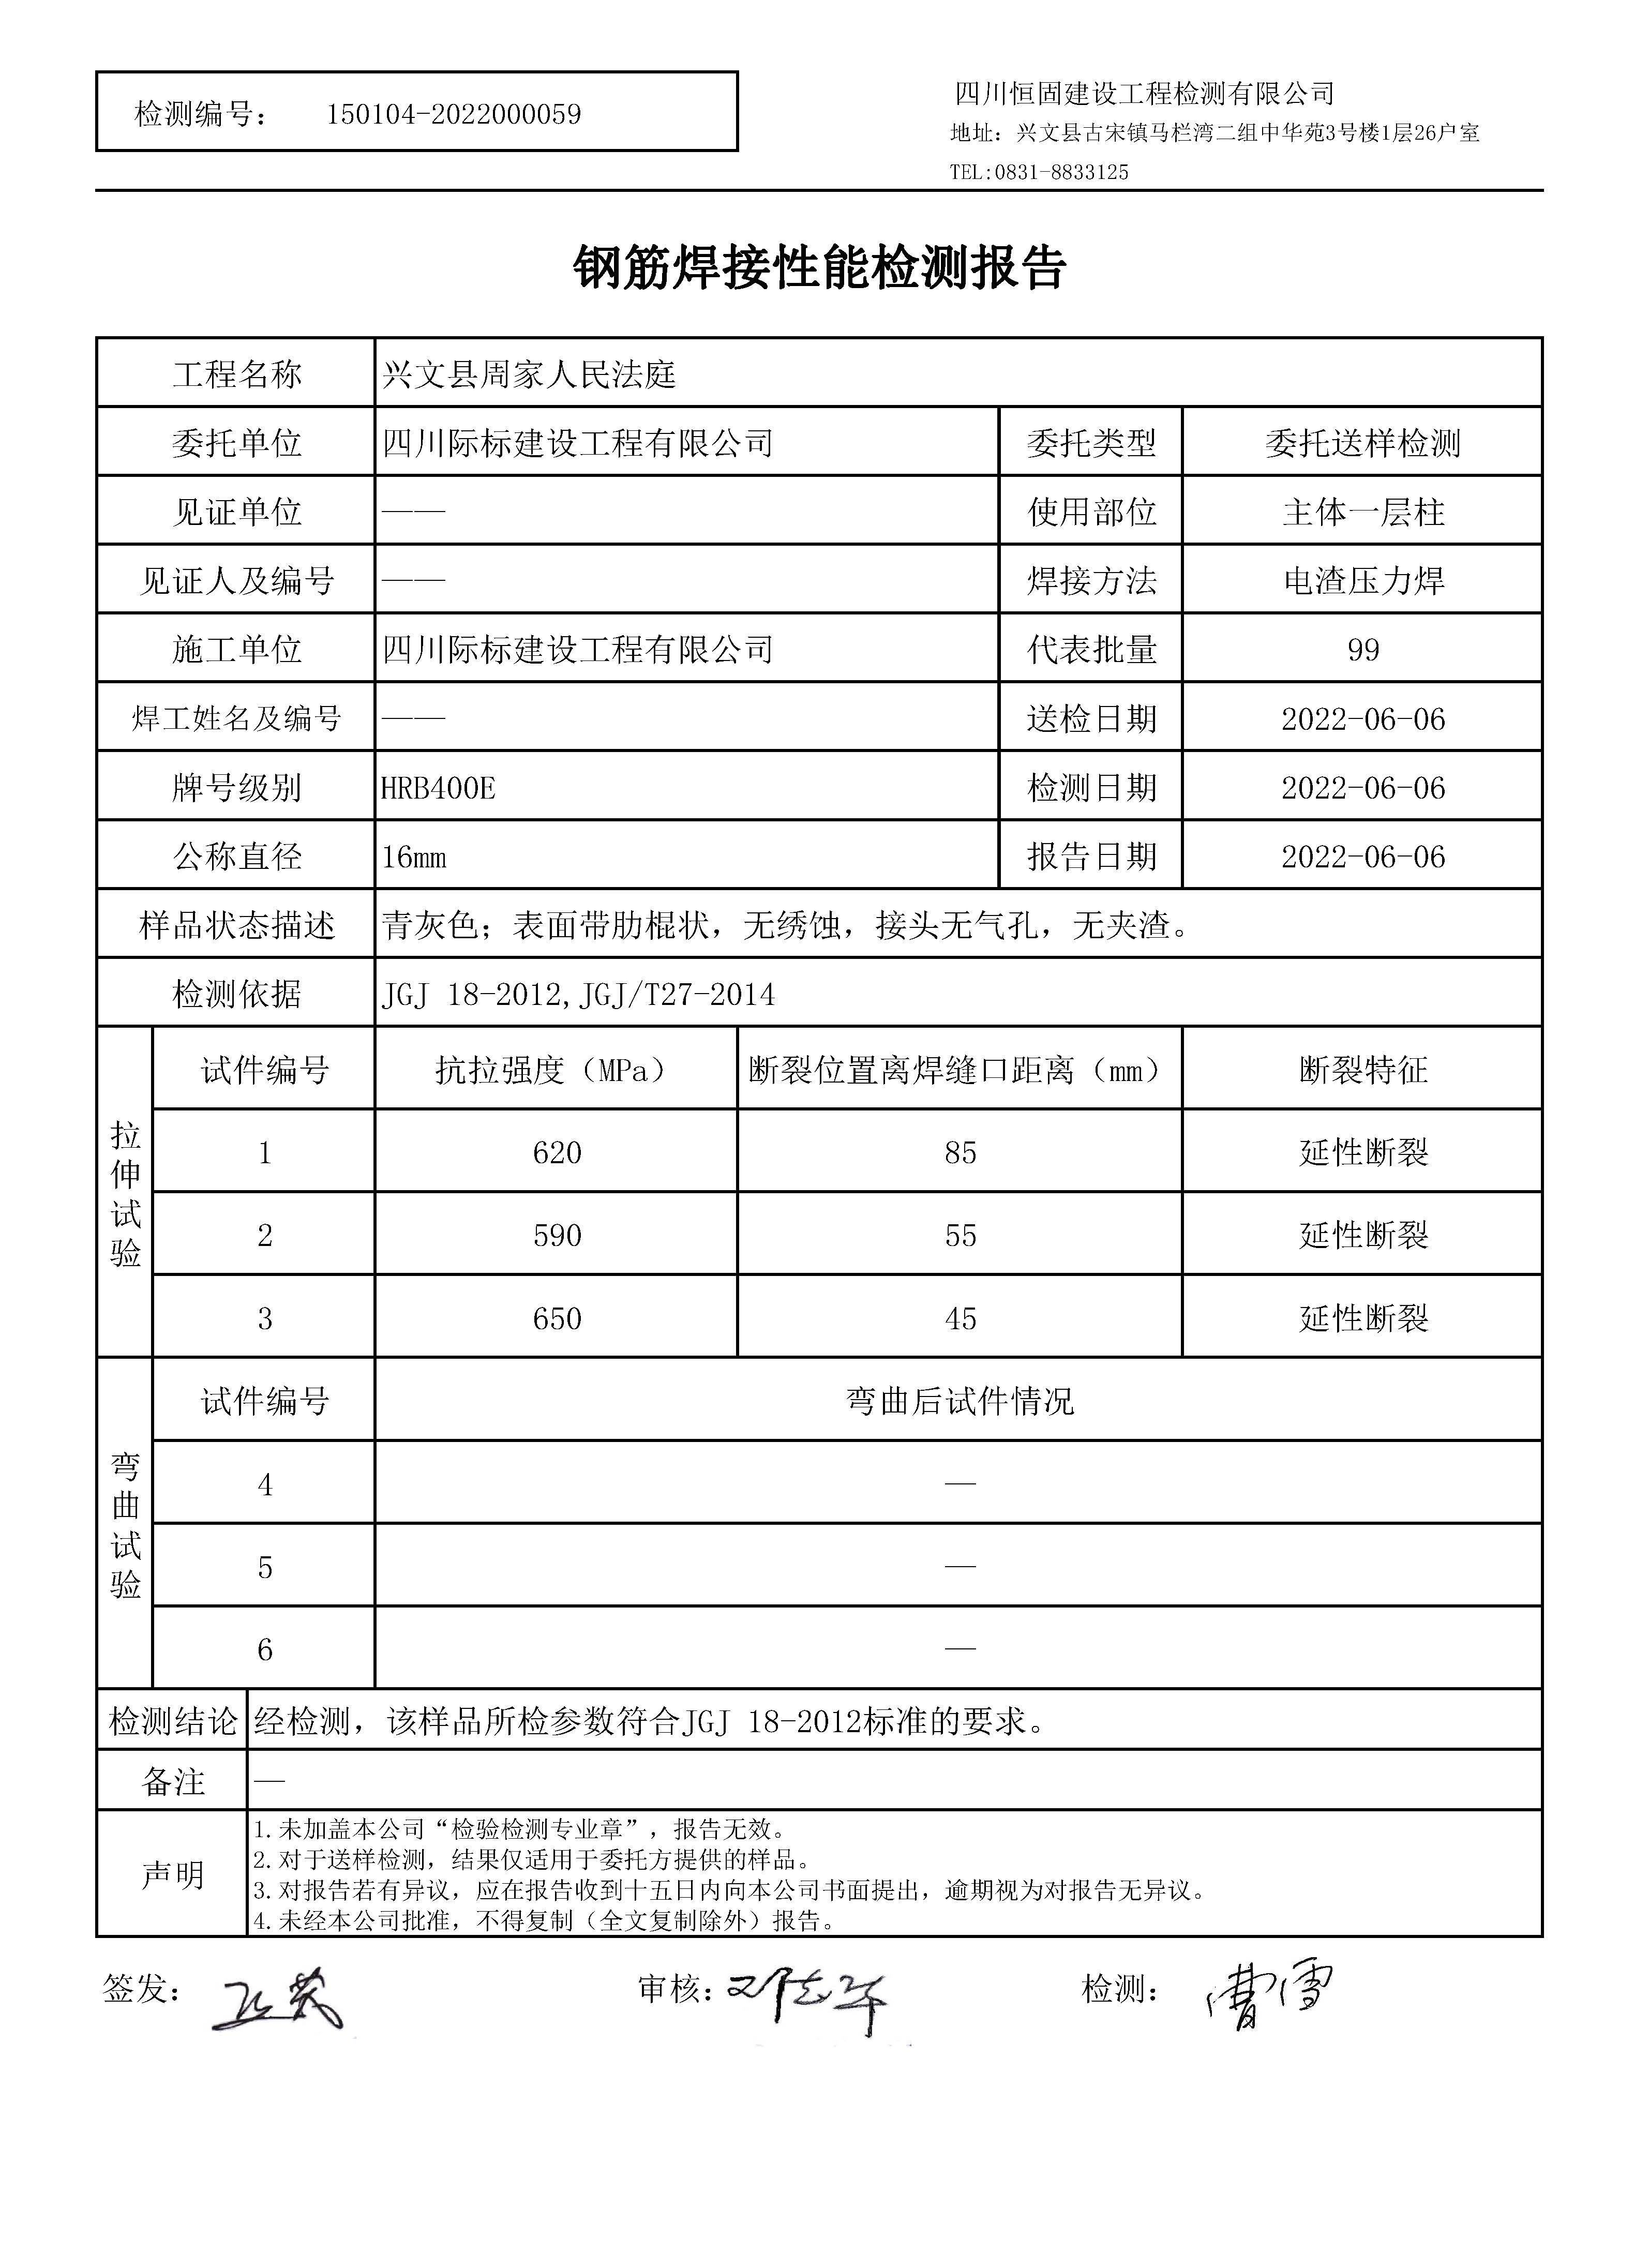 检测编号： 150104-2022000059
四川恒固建设工程检测有限公司
地址：兴文县古宋镇马栏湾二组中华苑3号楼1层26户室
TEL:0831-8833125
钢筋焊接性能检测报告
工程名称 兴文县周家人民法庭
委托单位 四川际标建设工程有限公司 委托类型 委托送样检测
见证单位 —— 使用部位 主体一层柱
见证人及编号 —— 焊接方法 电渣压力焊
施工单位 四川际标建设工程有限公司 代表批量 99
焊工姓名及编号 —— 送检日期 2022-06-06
牌号级别 HRB400E 检测日期 2022-06-06
公称直径 16mm 报告日期 2022-06-06
样品状态描述 青灰色；表面带肋棍状，无绣蚀，接头无气孔，无夹渣。
检测依据 JGJ 18-2012,JGJ/T27-2014
拉伸试验
试件编号 抗拉强度（MPa） 断裂位置离焊缝口距离（mm） 断裂特征
1 620 85 延性断裂
2 590 55 延性断裂
3 650 45 延性断裂
弯曲试验
试件编号 弯曲后试件情况
4 —
5 —
6 —
检测结论 经检测，该样品所检参数符合JGJ 18-2012标准的要求。
备注 —
声明
1.未加盖本公司“检验检测专业章”，报告无效。
2.对于送样检测，结果仅适用于委托方提供的样品。
3.对报告若有异议，应在报告收到十五日内向本公司书面提出，逾期视为对报告无异议。
4.未经本公司批准，不得复制（全文复制除外）报告。
签发： 审核： 检测： 曹雪